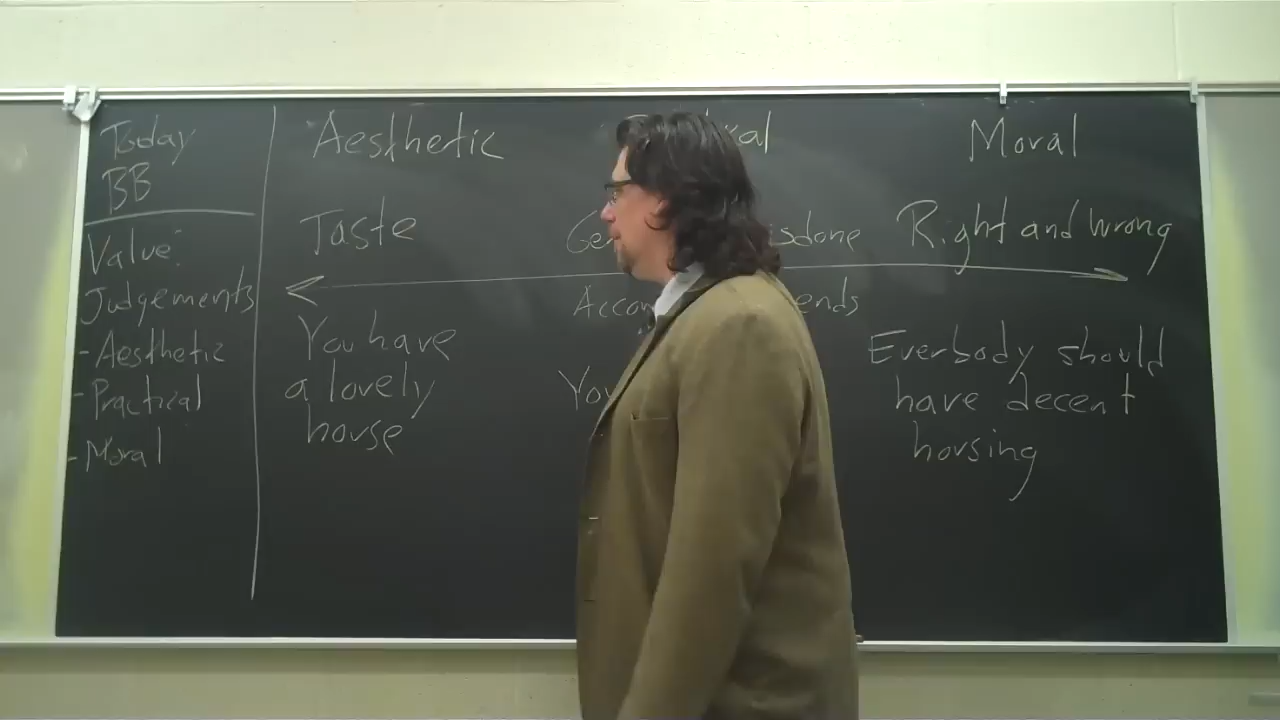 Today
BB
Value:
Judgements
-Aesthetic
-Practical
-Moral
Aesthetic
Moral
Taste
Right and Wrong
You have
a lovely
house
Everbody should
have decent
housing